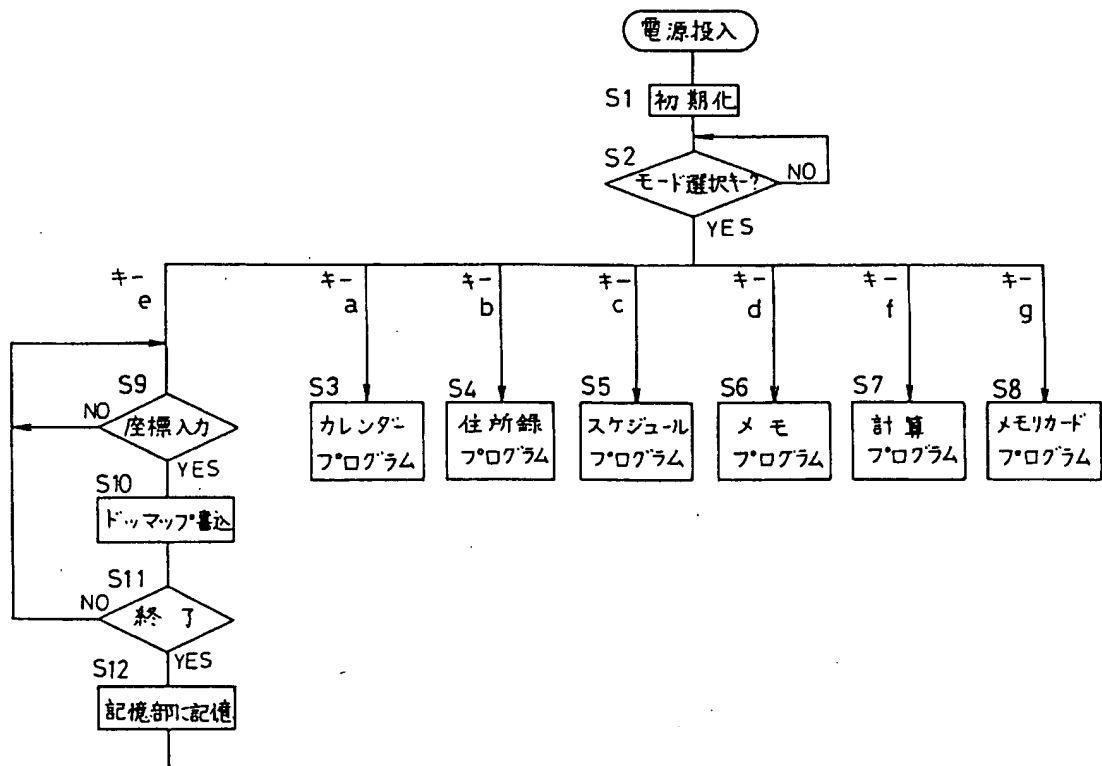 電源投入
S1
初期化
S2
モード選択キー?
NO
YES
キー
e
キー
a
キー
b
キー
c
キー
d
キー
f
キー
g
S9
NO
座標入力
YES
S3
カレンダー
プログラム
S4
住所録
プログラム
S5
スケジュール
プログラム
S6
メモ
プログラム
S7
計算
プログラム
S8
メモリカード
プログラム
S10
ドッマップ書込
S11
NO
終了
YES
S12
記憶部に記憶